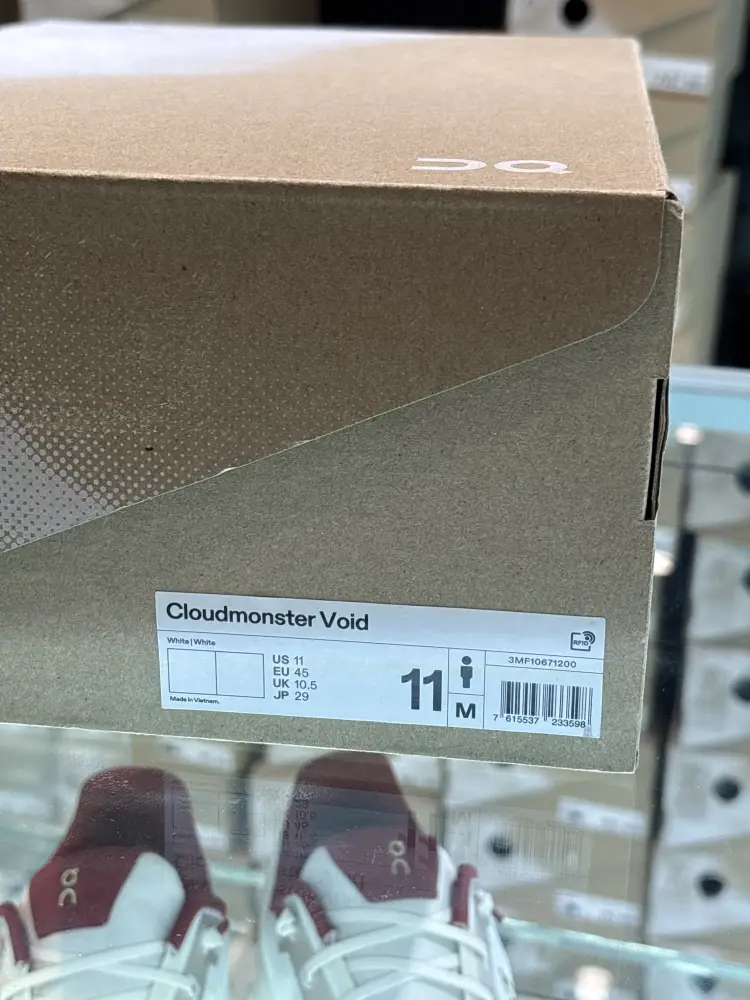 Cloudmonster Void
White | White
US 11
EU 45
UK 10.5
JP 29
Made in Vietnam.
11
M
RFID
3MF10671200
7 615537 233598